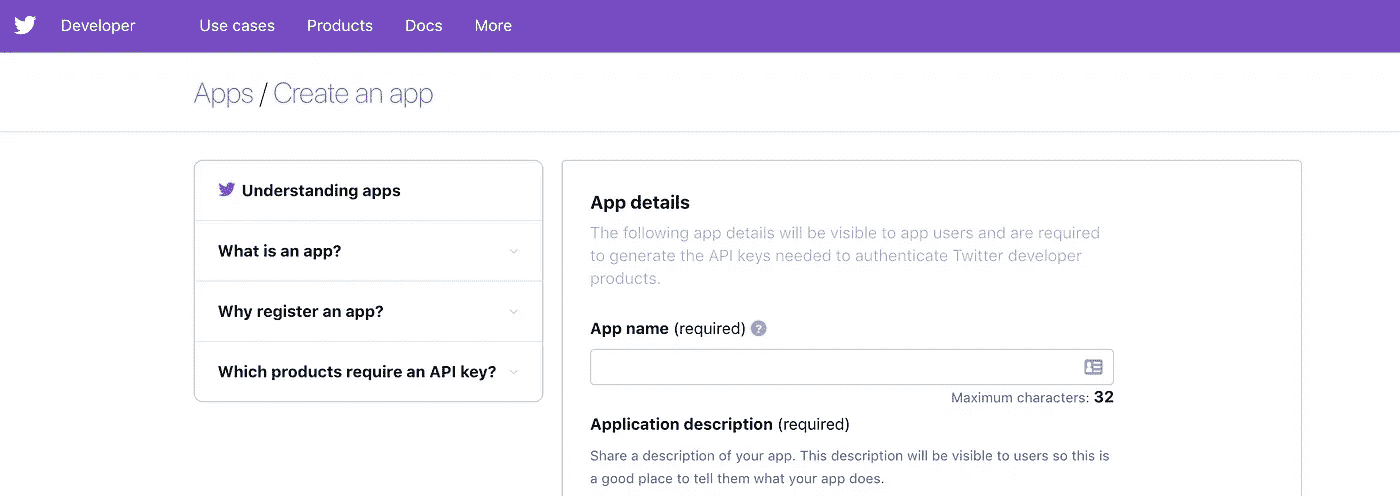 Developer Use cases Products Docs More
Apps / Create an app
Understanding apps
What is an app?
Why register an app?
Which products require an API key?
App details
The following app details will be visible to app users and are required
to generate the API keys needed to authenticate Twitter developer
products.
App name (required) ?
Maximum characters: 32
Application description (required)
Share a description of your app. This description will be visible to users so this is
a good place to tell them what your app does.